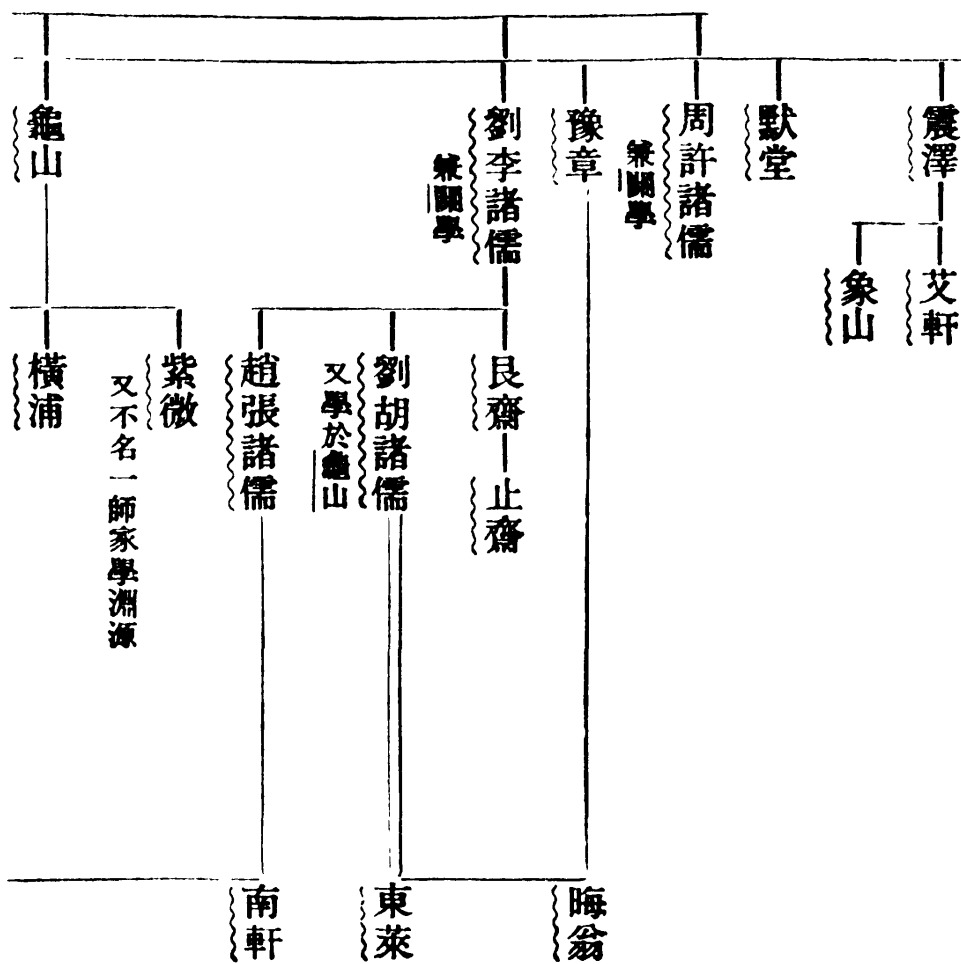 震澤
默堂
周許諸儒
兼關學
豫章
劉李諸儒
兼關學
龜山
艾軒
象山
艮齋
止齋
劉胡諸儒
又學於龜山
趙張諸儒
紫微
又不名一師家學淵源
橫浦
晦翁
東萊
南軒